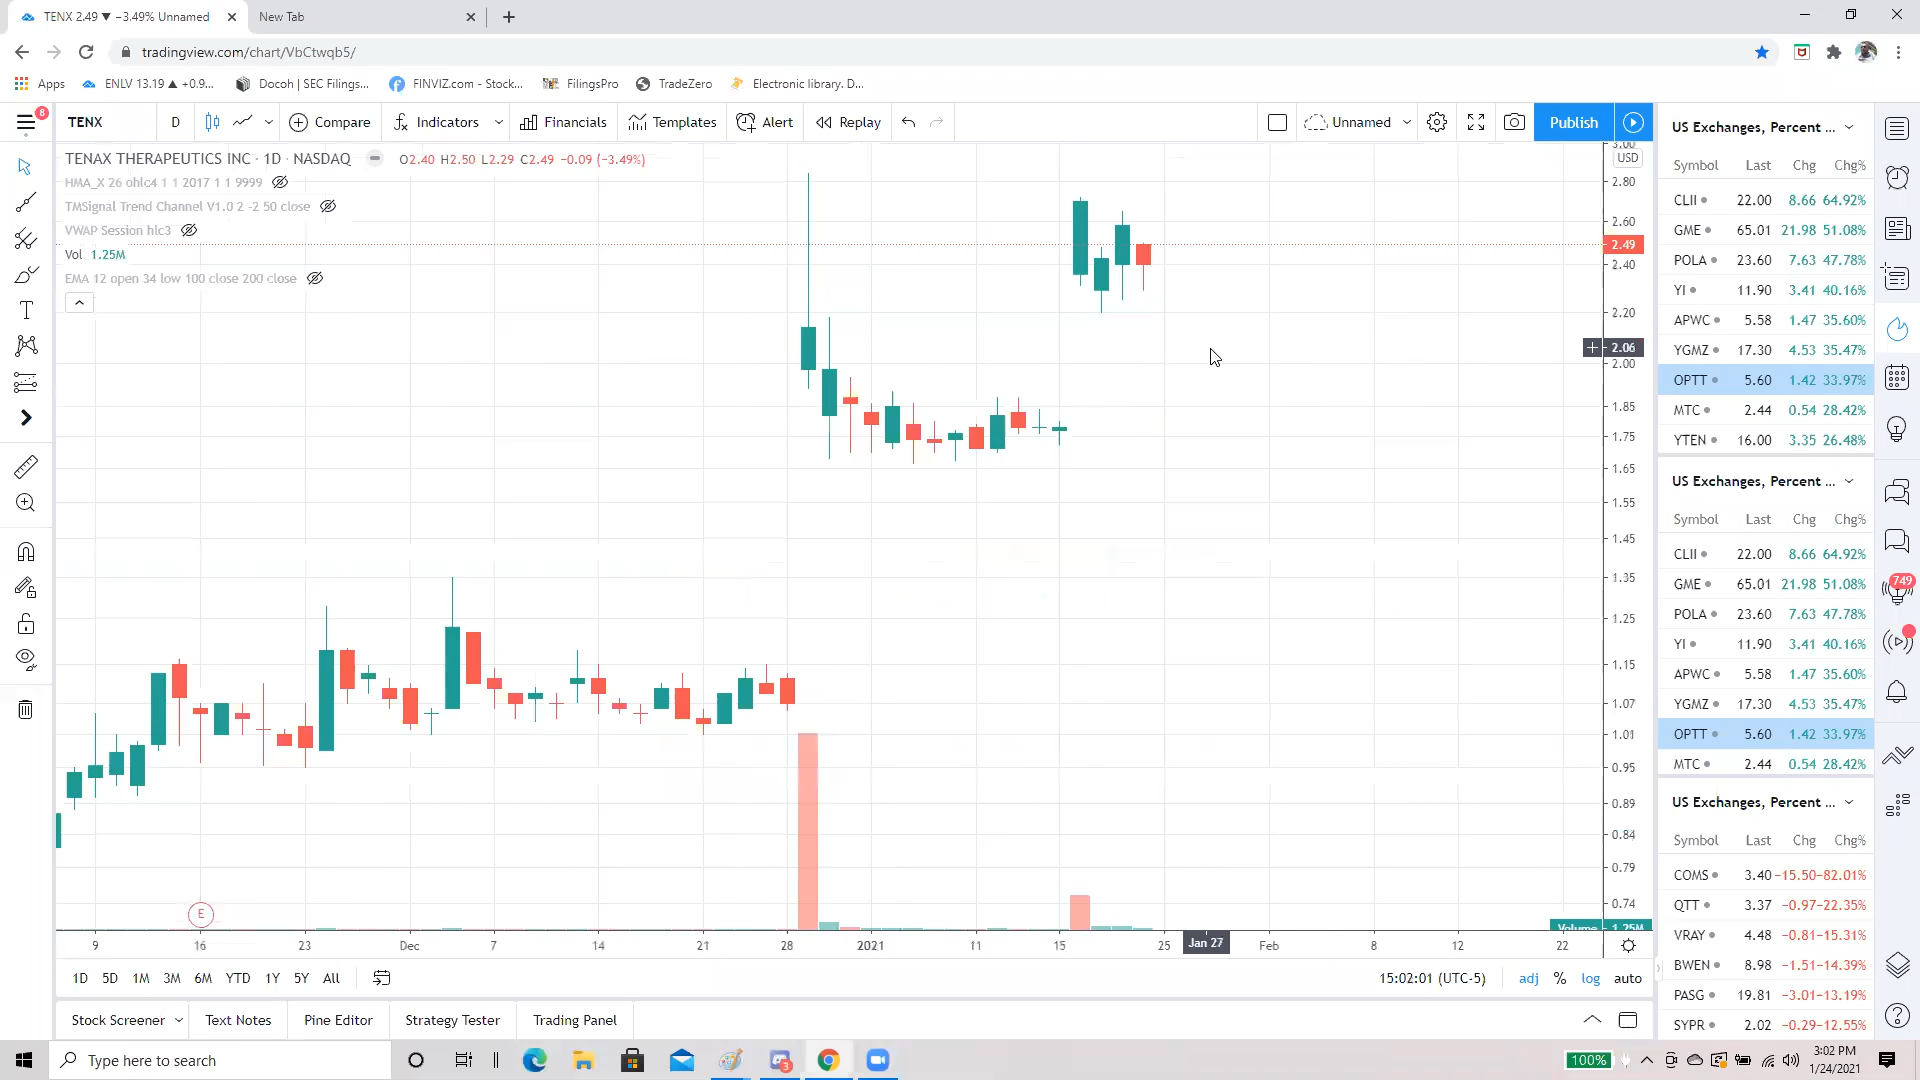 TENX 2.49 ▼ −3.49% Unnamed
New Tab
tradingview.com/chart/VbCtwqb5/
Apps
ENLV 13.19 ▲ +0.9...
Docoh | SEC Filings...
FINVIZ.com - Stock...
FilingsPro
TradeZero
Electronic library. D...
8
TENX
D
Compare
Indicators
Financials
Templates
Alert
Replay
Unnamed
Publish
TENAX THERAPEUTICS INC · 1D · NASDAQ
O2.40 H2.50 L2.29 C2.49 −0.09 (−3.49%)
HMA_X 26 ohlc4 1 1 2017 1 1 9999
TMSignal Trend Channel V1.0 2 -2 50 close
VWAP Session hlc3
Vol 1.25M
EMA 12 open 34 low 100 close 200 close
3.00
USD
2.80
2.60
2.49
2.40
2.20
2.06
2.00
1.85
1.75
1.65
1.55
1.45
1.35
1.25
1.15
1.07
1.01
0.95
0.89
0.84
0.79
0.74
Volume 1.25M
E
9 16 23 Dec 7 14 21 28 2021 11 15 25 Jan 27 Feb 8 12 22
1D 5D 1M 3M 6M YTD 1Y 5Y All
15:02:01 (UTC-5)
adj % log auto
Stock Screener
Text Notes
Pine Editor
Strategy Tester
Trading Panel
US Exchanges, Percent ...
Symbol Last Chg Chg%
CLII 22.00 8.66 64.92%
GME 65.01 21.98 51.08%
POLA 23.60 7.63 47.78%
YI 11.90 3.41 40.16%
APWC 5.58 1.47 35.60%
YGMZ 17.30 4.53 35.47%
OPTT 5.60 1.42 33.97%
MTC 2.44 0.54 28.42%
YTEN 16.00 3.35 26.48%
US Exchanges, Percent ...
Symbol Last Chg Chg%
CLII 22.00 8.66 64.92%
GME 65.01 21.98 51.08%
POLA 23.60 7.63 47.78%
YI 11.90 3.41 40.16%
APWC 5.58 1.47 35.60%
YGMZ 17.30 4.53 35.47%
OPTT 5.60 1.42 33.97%
MTC 2.44 0.54 28.42%
US Exchanges, Percent ...
Symbol Last Chg Chg%
COMS 3.40 −15.50 −82.01%
QTT 3.37 −0.97 −22.35%
VRAY 4.48 −0.81 −15.31%
BWEN 8.98 −1.51 −14.39%
PASG 19.81 −3.01 −13.19%
SYPR 2.02 −0.29 −12.55%
749
Type here to search
3
100%
3:02 PM
1/24/2021